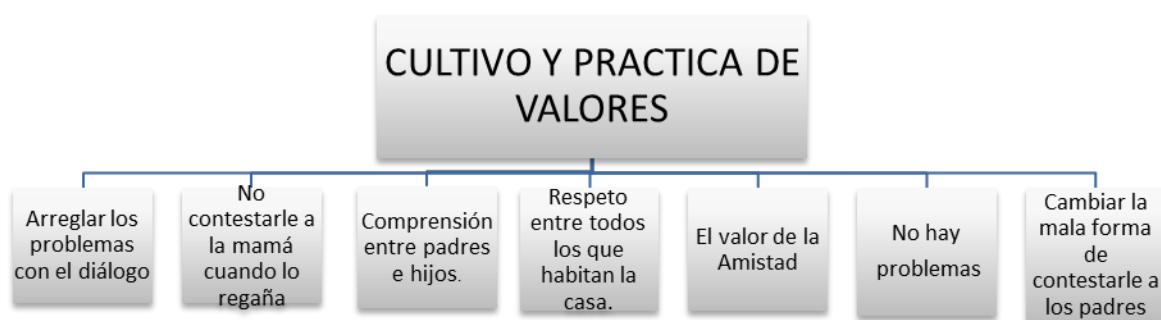 CULTIVO Y PRACTICA DE
VALORES
Arreglar los
problemas
con el diálogo
No
contestarle a
la mamá
cuando lo
regaña
Comprensión
entre padres
e hijos.
Respeto
entre todos
los que
habitan la
casa.
El valor de la
Amistad
No hay
problemas
Cambiar la
mala forma
de
contestarle a
los padres